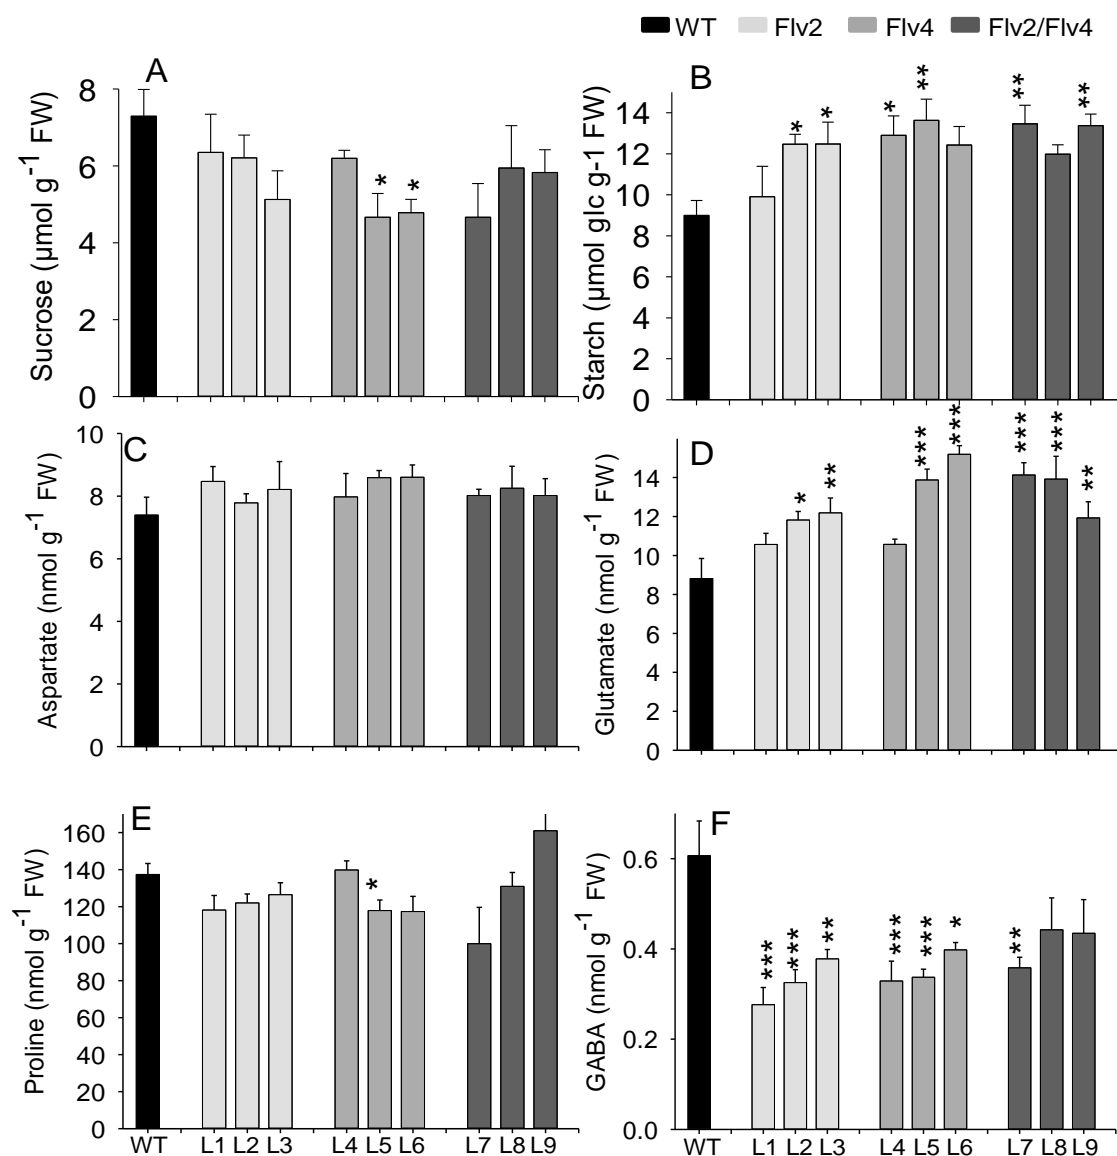 WT Flv2 Flv4 Flv2/Flv4
A
Sucrose (µmol g⁻¹ FW)
8
6
4
2
0
B
Starch (µmol glc g-1 FW)
14
12
10
8
6
4
2
0
* * * ** ** **
* *
C
Aspartate (nmol g⁻¹ FW)
10
8
6
4
2
0
D
Glutamate (nmol g⁻¹ FW)
14
12
10
8
6
4
2
0
* ** *** *** *** *** **
E
Proline (nmol g⁻¹ FW)
160
140
120
100
80
60
40
20
0
*
WT L1 L2 L3 L4 L5 L6 L7 L8 L9
F
GABA (nmol g⁻¹ FW)
0.6
0.4
0.2
0.0
*** *** ** *** *** * **
WT L1 L2 L3 L4 L5 L6 L7 L8 L9